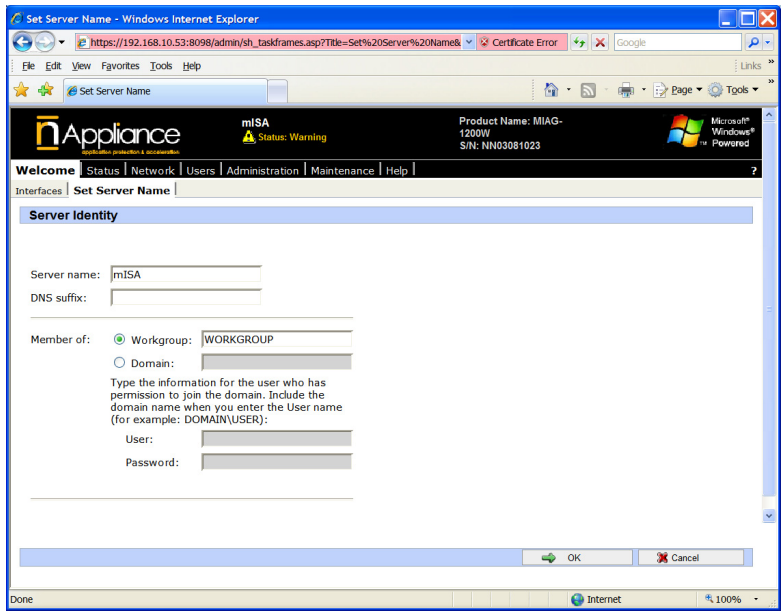 Set Server Name - Windows Internet Explorer
https://192.168.10.53:8098/admin/sh_taskframes.asp?Title=Set%20Server%20Name& Certificate Error Google
File Edit View Favorites Tools Help Links »
Set Server Name Page Tools »
nAppliance
application protection & acceleration
mISA
Status: Warning
Product Name: MIAG-
1200W
S/N: NN03081023
Microsoft®
Windows®
Powered
TM
Welcome | Status | Network | Users | Administration | Maintenance | Help | ?
Interfaces | Set Server Name |
Server Identity
Server name: mISA
DNS suffix:
Member of: Workgroup: WORKGROUP
Domain:
Type the information for the user who has
permission to join the domain. Include the
domain name when you enter the User name
(for example: DOMAIN\USER):
User:
Password:
OK Cancel
Done Internet 100%